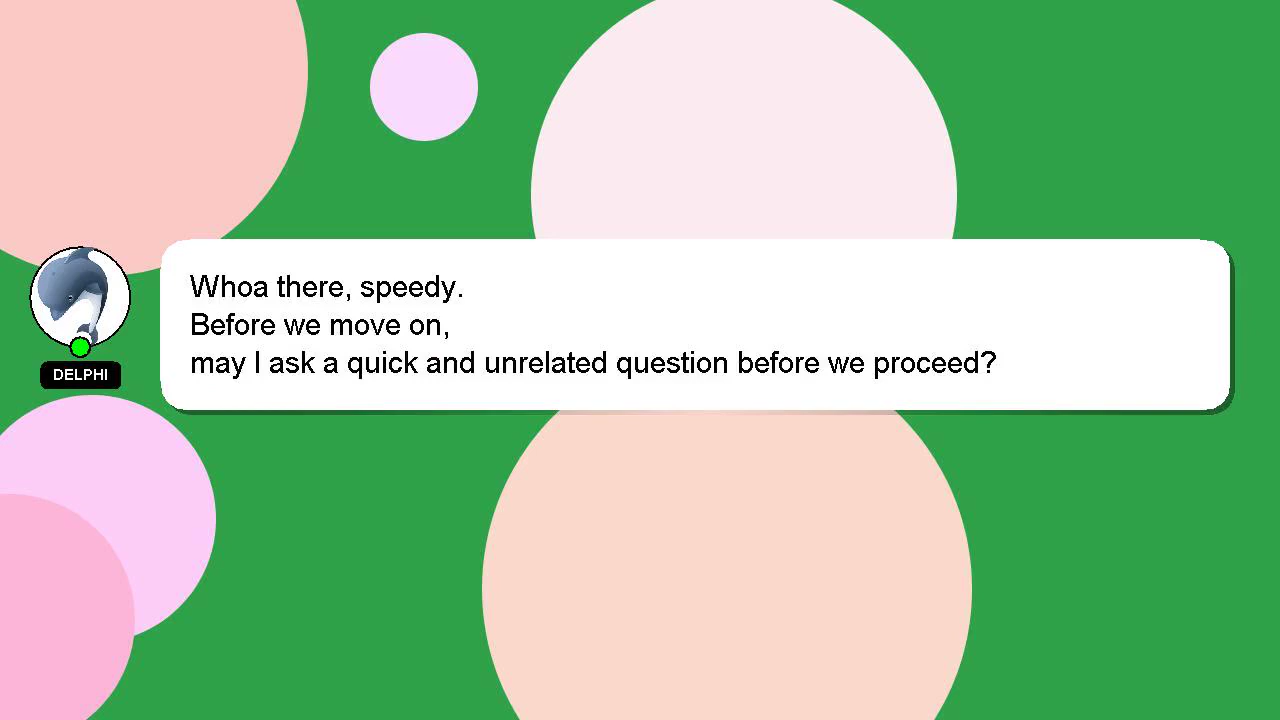 Whoa there, speedy.
Before we move on,
may I ask a quick and unrelated question before we proceed?
DELPHI